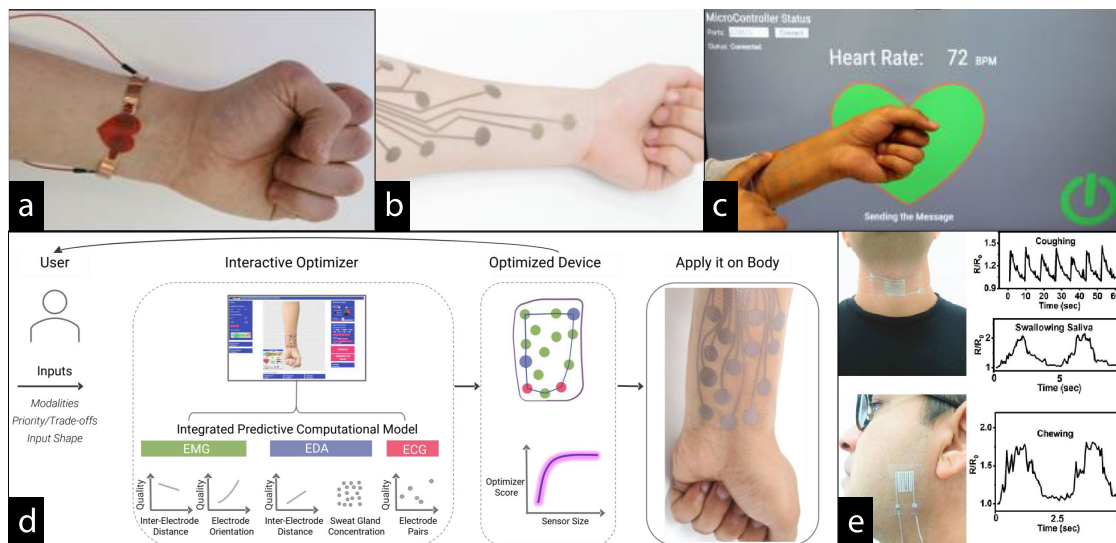 MicroController Status
Ports: Connect
Status: Connected
Heart Rate: 72 BPM
Sending the Message
a
b
c
User
Interactive Optimizer
Optimized Device
Apply it on Body
Inputs
Modalities
Priority/Trade-offs
Input Shape
Integrated Predictive Computational Model
EMG
EDA
ECG
Quality
Inter-Electrode
Distance
Quality
Electrode
Orientation
Quality
Inter-Electrode
Distance
Sweat Gland
Concentration
Quality
Electrode
Pairs
Optimizer
Score
Sensor Size
d
Coughing
R/R₀
1.5
1.2
0.9
0 10 20 30 40 50 60
Time (sec)
Swallowing Saliva
R/R₀
2
1
0 5
Time (sec)
Chewing
R/R₀
2.0
1.5
1.0
0 2.5
Time (sec)
e